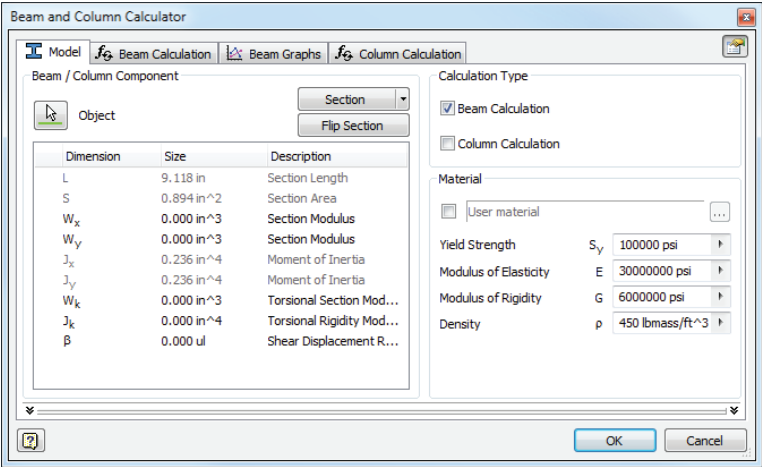 Beam and Column Calculator
Model Beam Calculation Beam Graphs Column Calculation
Beam / Column Component
Object
Section
Flip Section
Dimension Size Description
L 9.118 in Section Length
S 0.894 in^2 Section Area
Wx 0.000 in^3 Section Modulus
Wy 0.000 in^3 Section Modulus
Jx 0.236 in^4 Moment of Inertia
Jy 0.236 in^4 Moment of Inertia
Wk 0.000 in^3 Torsional Section Mod...
Jk 0.000 in^4 Torsional Rigidity Mod...
β 0.000 ul Shear Displacement R...
Calculation Type
Beam Calculation
Column Calculation
Material
User material ...
Yield Strength Sy 100000 psi
Modulus of Elasticity E 30000000 psi
Modulus of Rigidity G 6000000 psi
Density ρ 450 lbmass/ft^3
OK Cancel